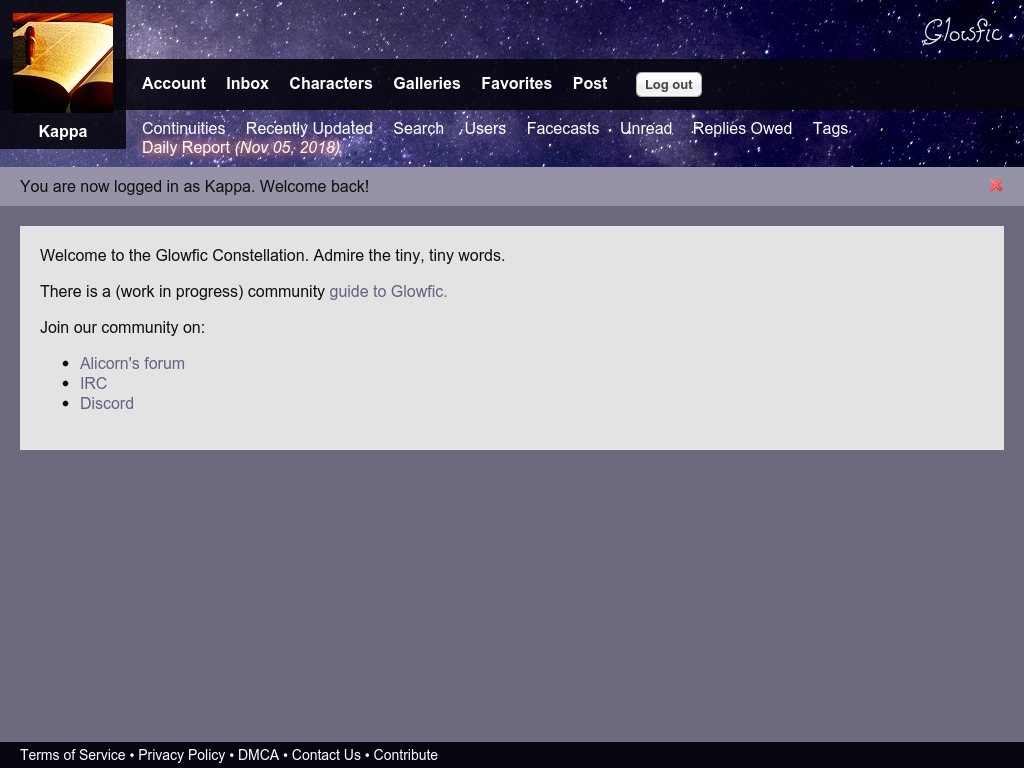 Glowfic
Account Inbox Characters Galleries Favorites Post Log out
Kappa
Continuities Recently Updated Search Users Facecasts Unread Replies Owed Tags
Daily Report (Nov 05, 2018)
You are now logged in as Kappa. Welcome back!
Welcome to the Glowfic Constellation. Admire the tiny, tiny words.
There is a (work in progress) community guide to Glowfic.
Join our community on:
• Alicorn's forum
• IRC
• Discord
Terms of Service • Privacy Policy • DMCA • Contact Us • Contribute